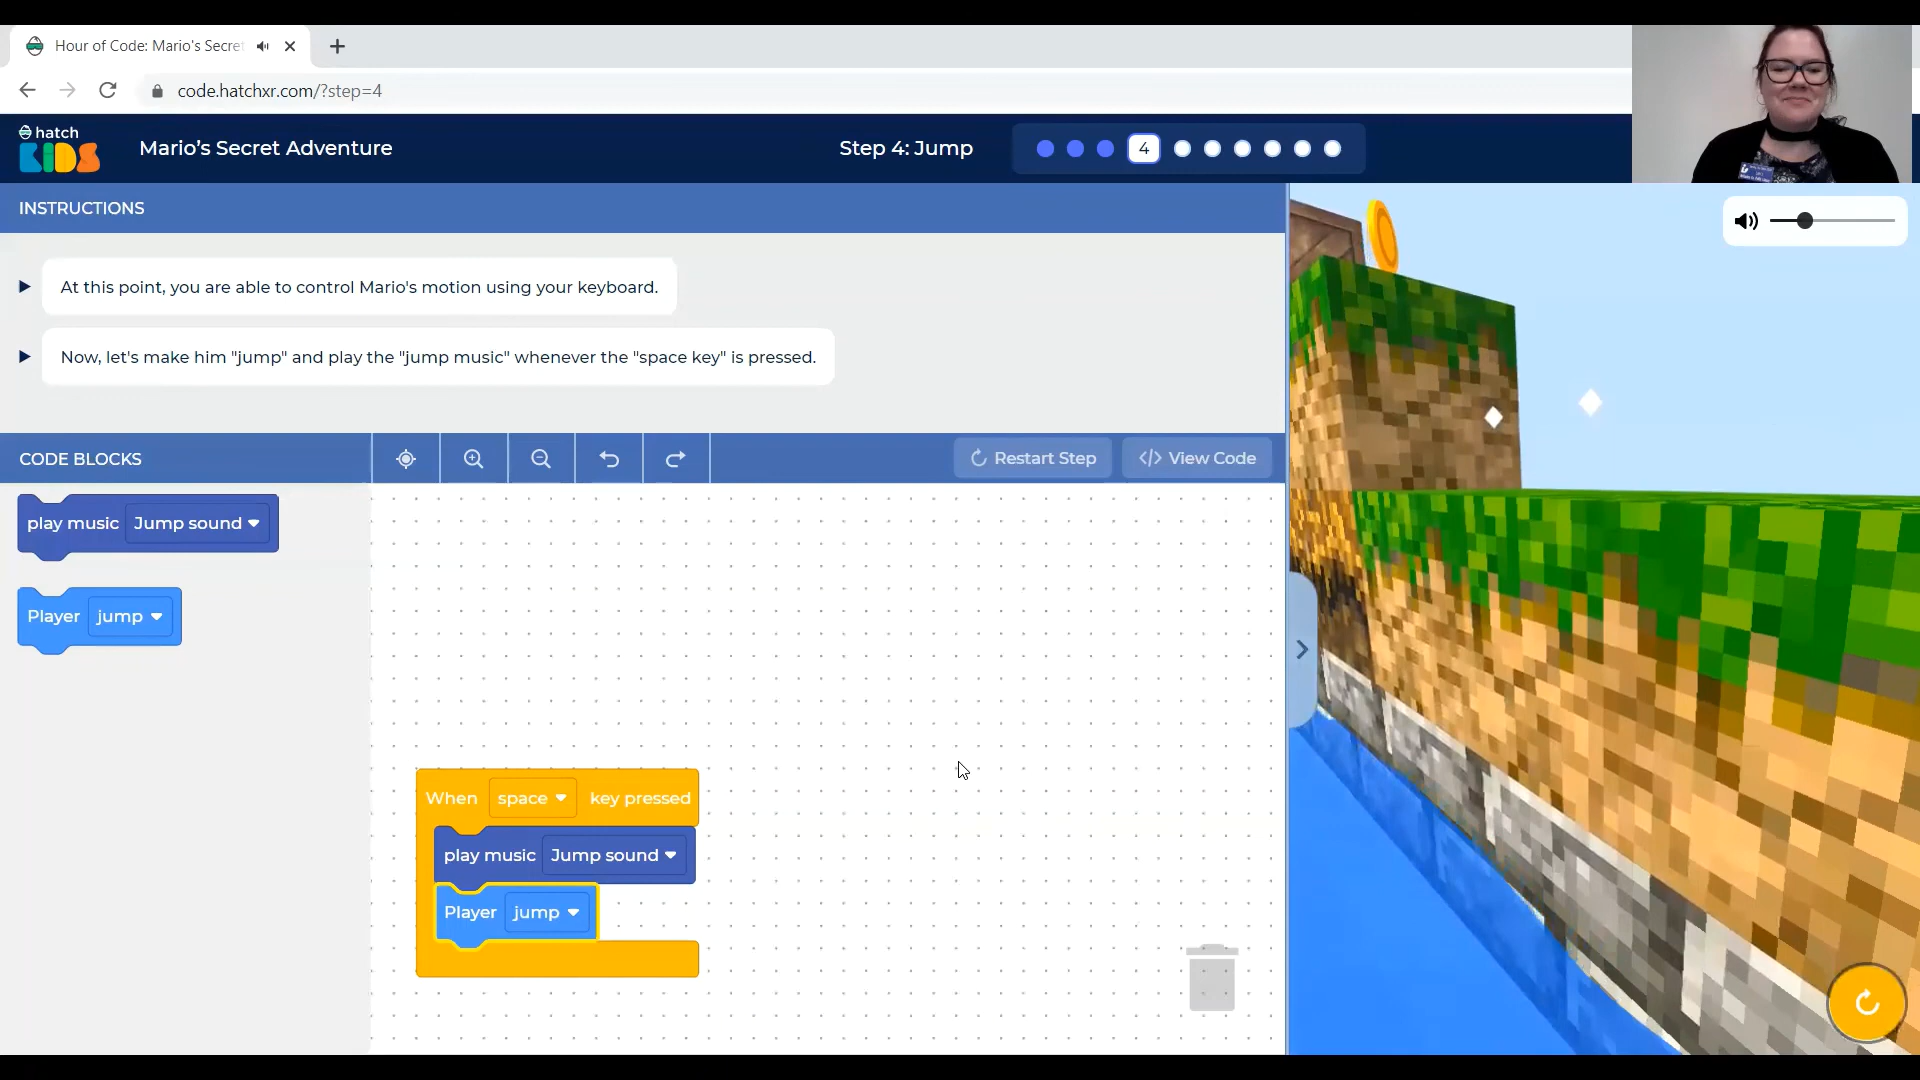 Hour of Code: Mario's Secret
code.hatchxr.com/?step=4
hatch
KIDS
Mario's Secret Adventure
Step 4: Jump
4
INSTRUCTIONS
At this point, you are able to control Mario's motion using your keyboard.
Now, let's make him "jump" and play the "jump music" whenever the "space key" is pressed.
CODE BLOCKS
Restart Step
</> View Code
play music Jump sound
Player jump
When space key pressed
play music Jump sound
Player jump